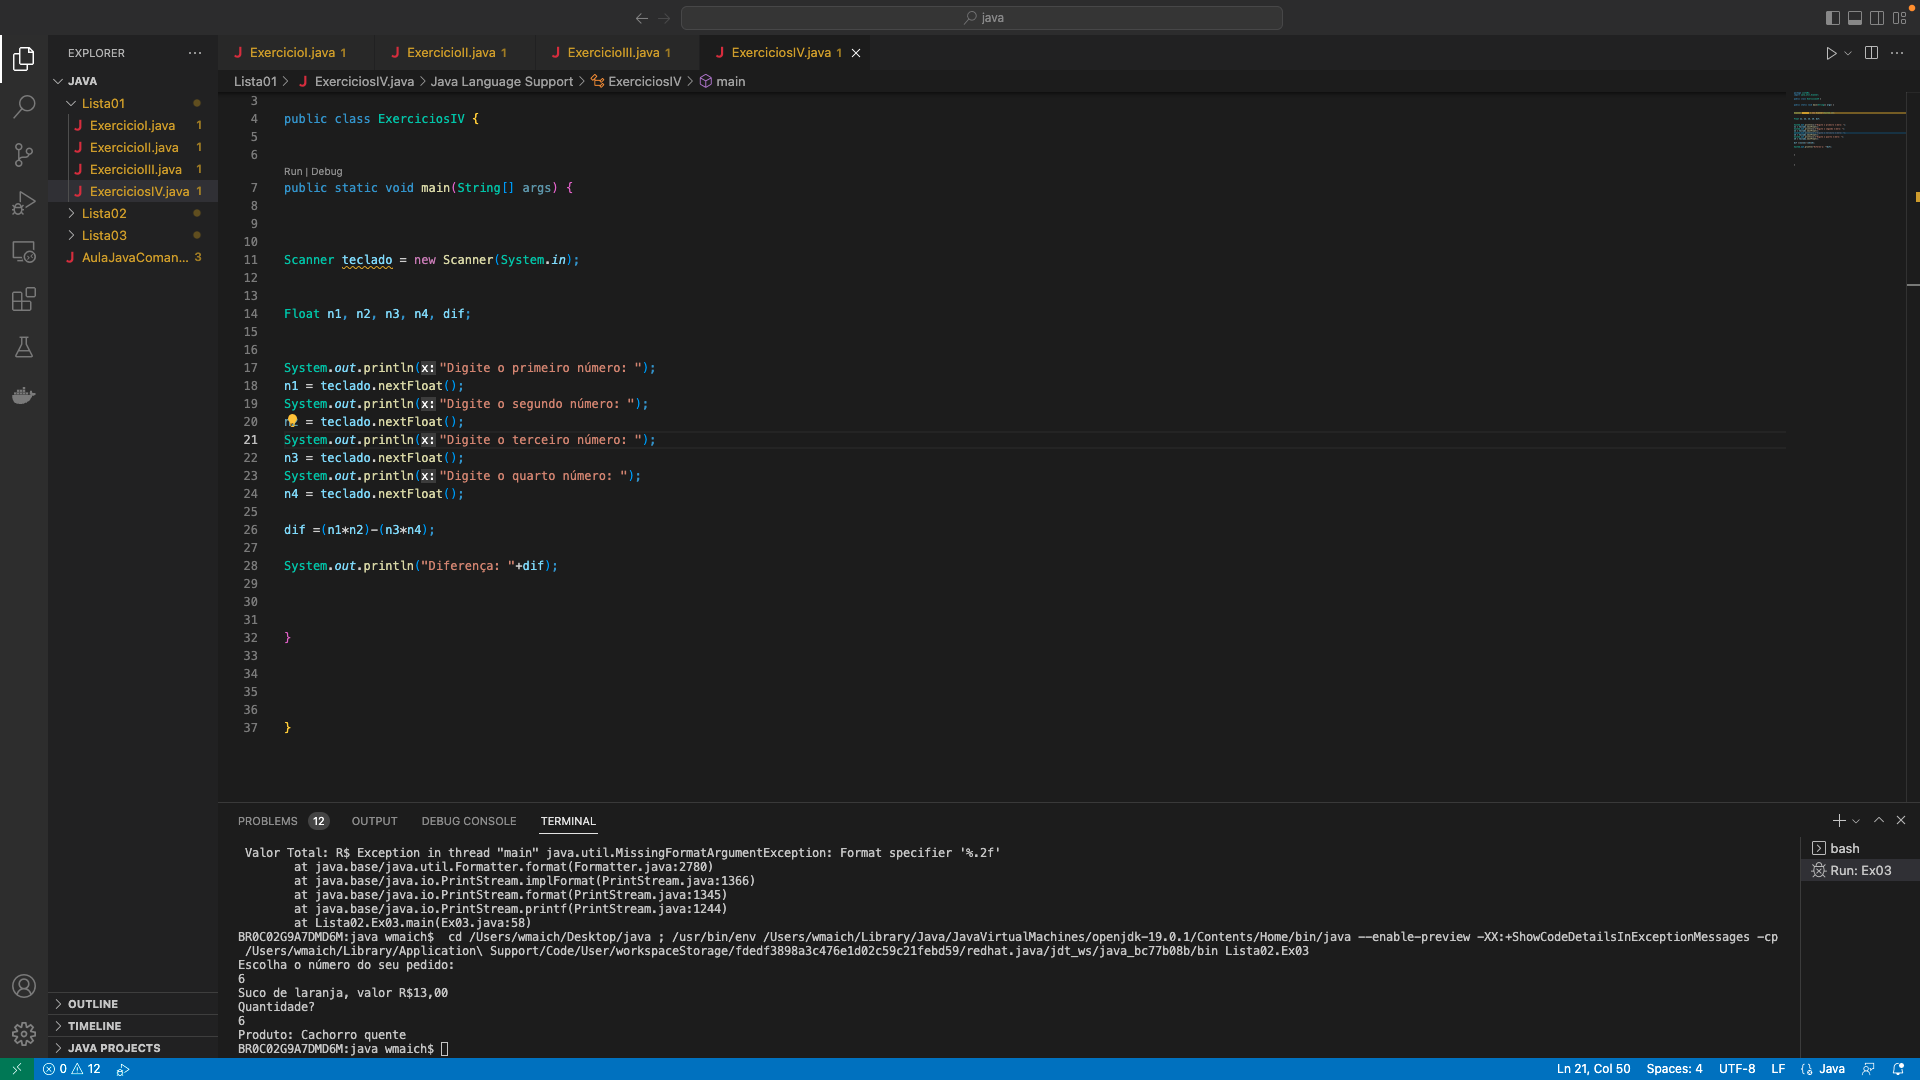 java
EXPLORER
JAVA
Lista01
ExercicioI.java 1
ExercicioII.java 1
ExercicioIII.java 1
ExerciciosIV.java 1
Lista02
Lista03
AulaJavaComan... 3
OUTLINE
TIMELINE
JAVA PROJECTS
ExercicioI.java 1
ExercicioII.java 1
ExercicioIII.java 1
ExerciciosIV.java 1
Lista01 > ExerciciosIV.java > Java Language Support > ExerciciosIV > main
3
4 public class ExerciciosIV {
5
6
Run | Debug
7 public static void main(String[] args) {
8
9
10
11 Scanner teclado = new Scanner(System.in);
12
13
14 Float n1, n2, n3, n4, dif;
15
16
17 System.out.println(x: "Digite o primeiro número: ");
18 n1 = teclado.nextFloat();
19 System.out.println(x: "Digite o segundo número: ");
20 = teclado.nextFloat();
21 System.out.println(x: "Digite o terceiro número: ");
22 n3 = teclado.nextFloat();
23 System.out.println(x: "Digite o quarto número: ");
24 n4 = teclado.nextFloat();
25
26 dif =(n1*n2)-(n3*n4);
27
28 System.out.println("Diferença: "+dif);
29
30
31
32 }
33
34
35
36
37 }
PROBLEMS 12 OUTPUT DEBUG CONSOLE TERMINAL
Valor Total: R$ Exception in thread "main" java.util.MissingFormatArgumentException: Format specifier '%.2f'
at java.base/java.util.Formatter.format(Formatter.java:2780)
at java.base/java.io.PrintStream.implFormat(PrintStream.java:1366)
at java.base/java.io.PrintStream.format(PrintStream.java:1345)
at java.base/java.io.PrintStream.printf(PrintStream.java:1244)
at Lista02.Ex03.main(Ex03.java:58)
BR0C02G9A7DMD6M:java wmaich$ cd /Users/wmaich/Desktop/java ; /usr/bin/env /Users/wmaich/Library/Java/JavaVirtualMachines/openjdk-19.0.1/Contents/Home/bin/java --enable-preview -XX:+ShowCodeDetailsInExceptionMessages -cp
/Users/wmaich/Library/Application\ Support/Code/User/workspaceStorage/fdedf3898a3c476e1d02c59c21febd59/redhat.java/jdt_ws/java_bc77b08b/bin Lista02.Ex03
Escolha o número do seu pedido:
6
Suco de laranja, valor R$13,00
Quantidade?
6
Produto: Cachorro quente
BR0C02G9A7DMD6M:java wmaich$
bash
Run: Ex03
0 12
Ln 21, Col 50 Spaces: 4 UTF-8 LF {} Java